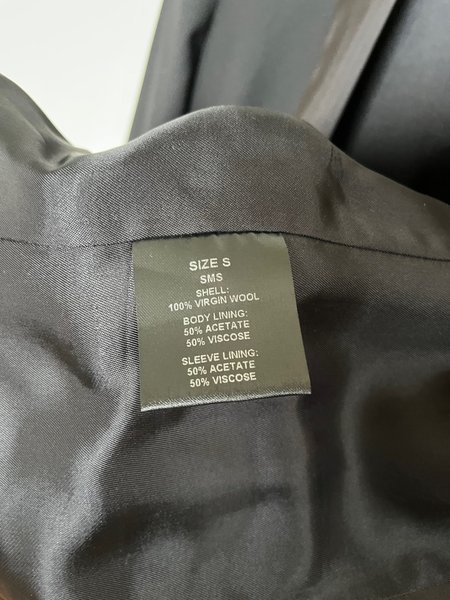 SIZE S
SMS
SHELL:
100% VIRGIN WOOL
BODY LINING:
50% ACETATE
50% VISCOSE
SLEEVE LINING:
50% ACETATE
50% VISCOSE